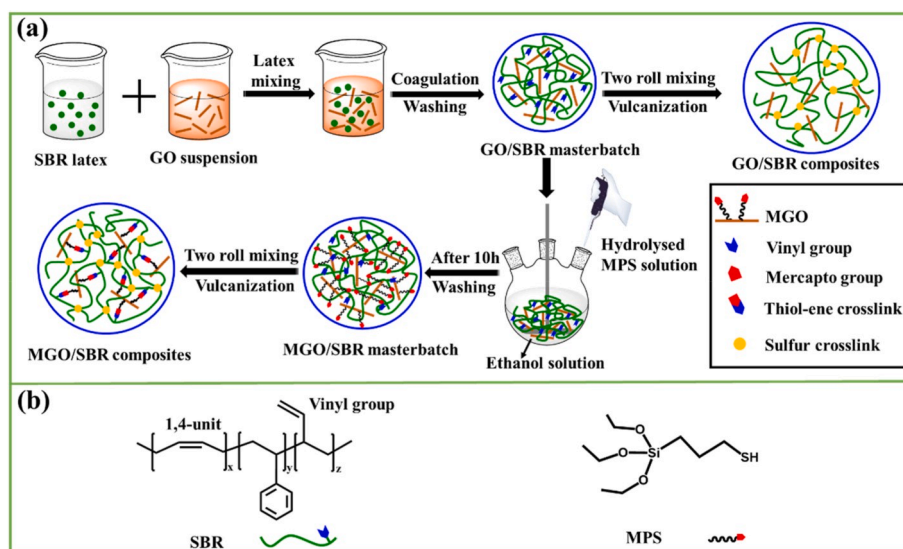 (a)
Latex
mixing
Coagulation
Washing
Two roll mixing
Vulcanization
SBR latex
GO suspension
GO/SBR masterbatch
GO/SBR composites
Hydrolysed
MPS solution
After 10h
Washing
Two roll mixing
Vulcanization
MGO/SBR composites
MGO/SBR masterbatch
Ethanol solution
MGO
Vinyl group
Mercapto group
Thiol-ene crosslink
Sulfur crosslink
(b)
1,4-unit
Vinyl group
x
y
z
SBR
O
O
Si
O
SH
MPS